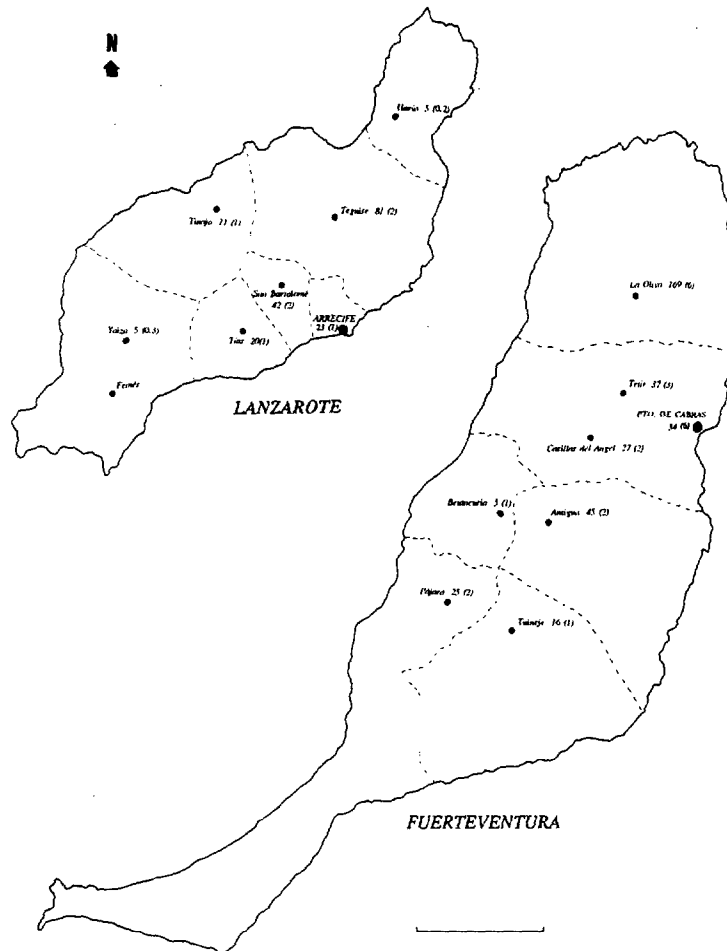 N
Haría 5 (0.2)
Tinajo 11 (1)
Teguise 81 (2)
San Bartolomé
42 (2)
ARRECIFE
23 (1)
Yaiza 5 (0.3)
Tías 20(1)
Femés
LANZAROTE
La Oliva 169 (6)
Tetir 37 (3)
PTO. DE CABRAS
34 (6)
Casillas del Angel 27 (2)
Betancuria 5 (1)
Antigua 45 (2)
Pájara 25 (2)
Tuineje 16 (1)
FUERTEVENTURA